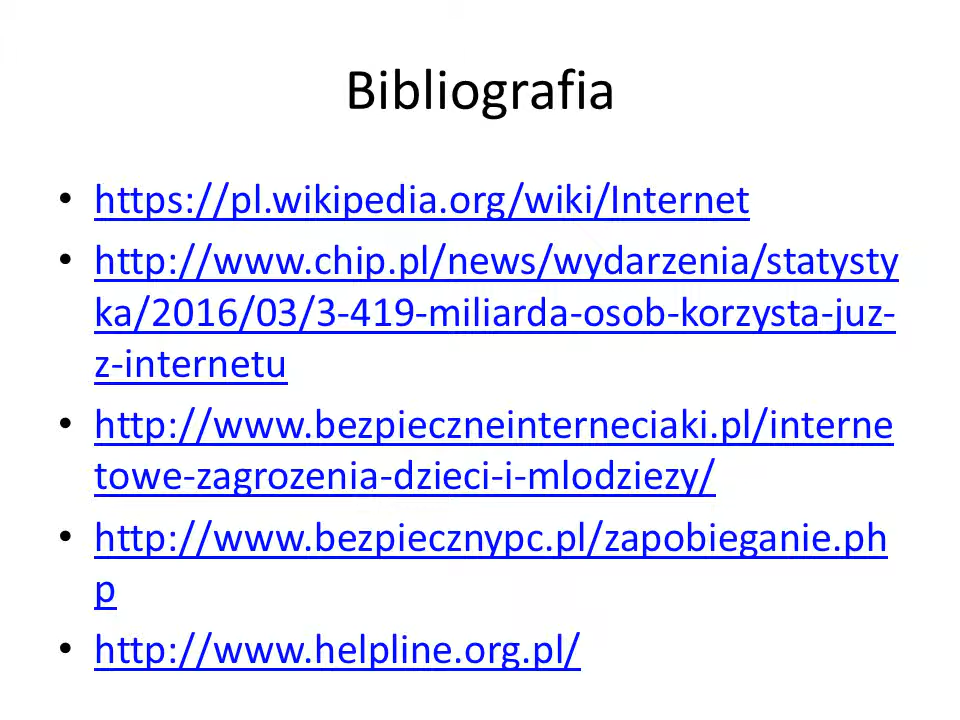 Bibliografia
• https://pl.wikipedia.org/wiki/Internet
• http://www.chip.pl/news/wydarzenia/statysty
ka/2016/03/3-419-miliarda-osob-korzysta-juz-
z-internetu
• http://www.bezpieczneinterneciaki.pl/interne
towe-zagrozenia-dzieci-i-mlodziezy/
• http://www.bezpiecznypc.pl/zapobieganie.ph
p
• http://www.helpline.org.pl/